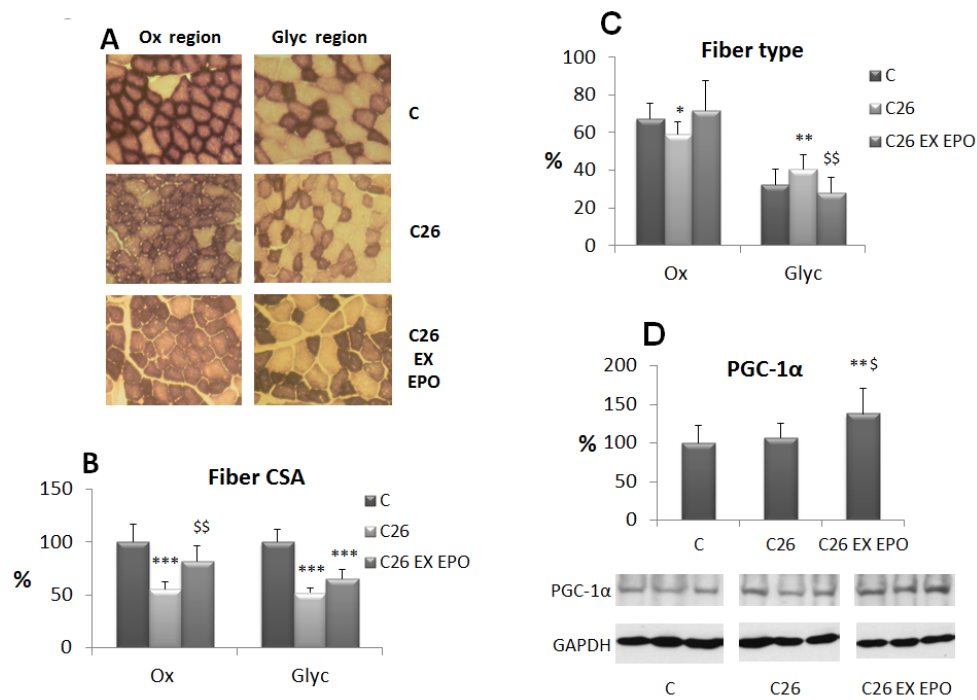 A
Ox region
Glyc region
C
C26
C26
EX
EPO
B
Fiber CSA
150
100
50
0
%
***
$$
***
***
Ox
Glyc
C
C26
C26 EX EPO
C
Fiber type
100
80
60
40
20
0
%
*
**
$$
Ox
Glyc
C
C26
C26 EX EPO
D
PGC-1α
200
150
100
50
0
%
**$
C
C26
C26 EX EPO
PGC-1α
GAPDH
C
C26
C26 EX EPO